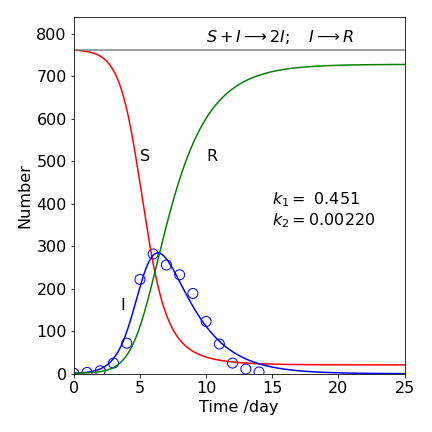 S + I ⟶ 2I;   I ⟶ R
800
700
600
500
400
300
200
100
0
Number
S
R
I
k₁ = 0.451
k₂ = 0.00220
0 5 10 15 20 25
Time /day